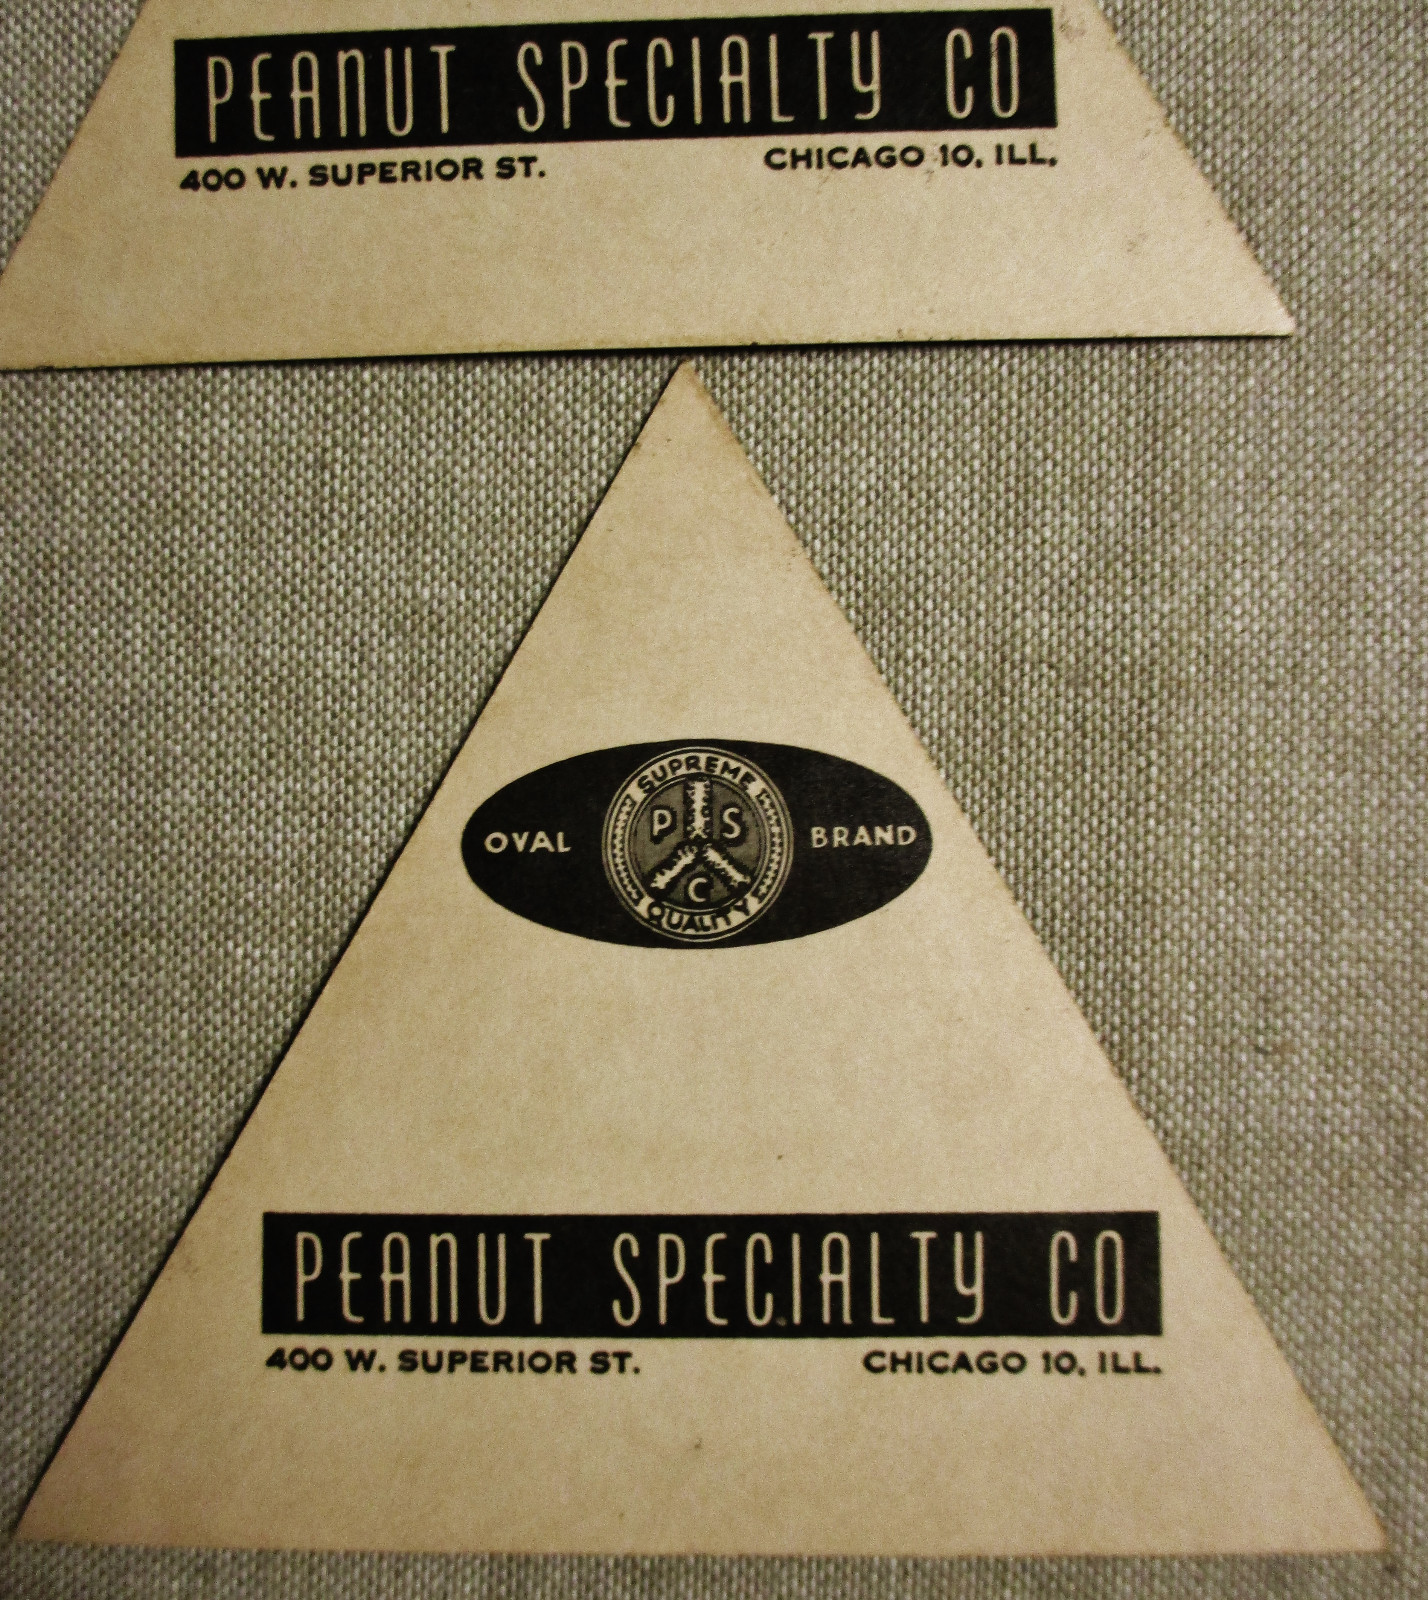 PEANUT SPECIALTY CO
400 W. SUPERIOR ST. CHICAGO 10, ILL.
SUPREME
OVAL P S BRAND
C
QUALITY
PEANUT SPECIALTY CO
400 W. SUPERIOR ST. CHICAGO 10, ILL.